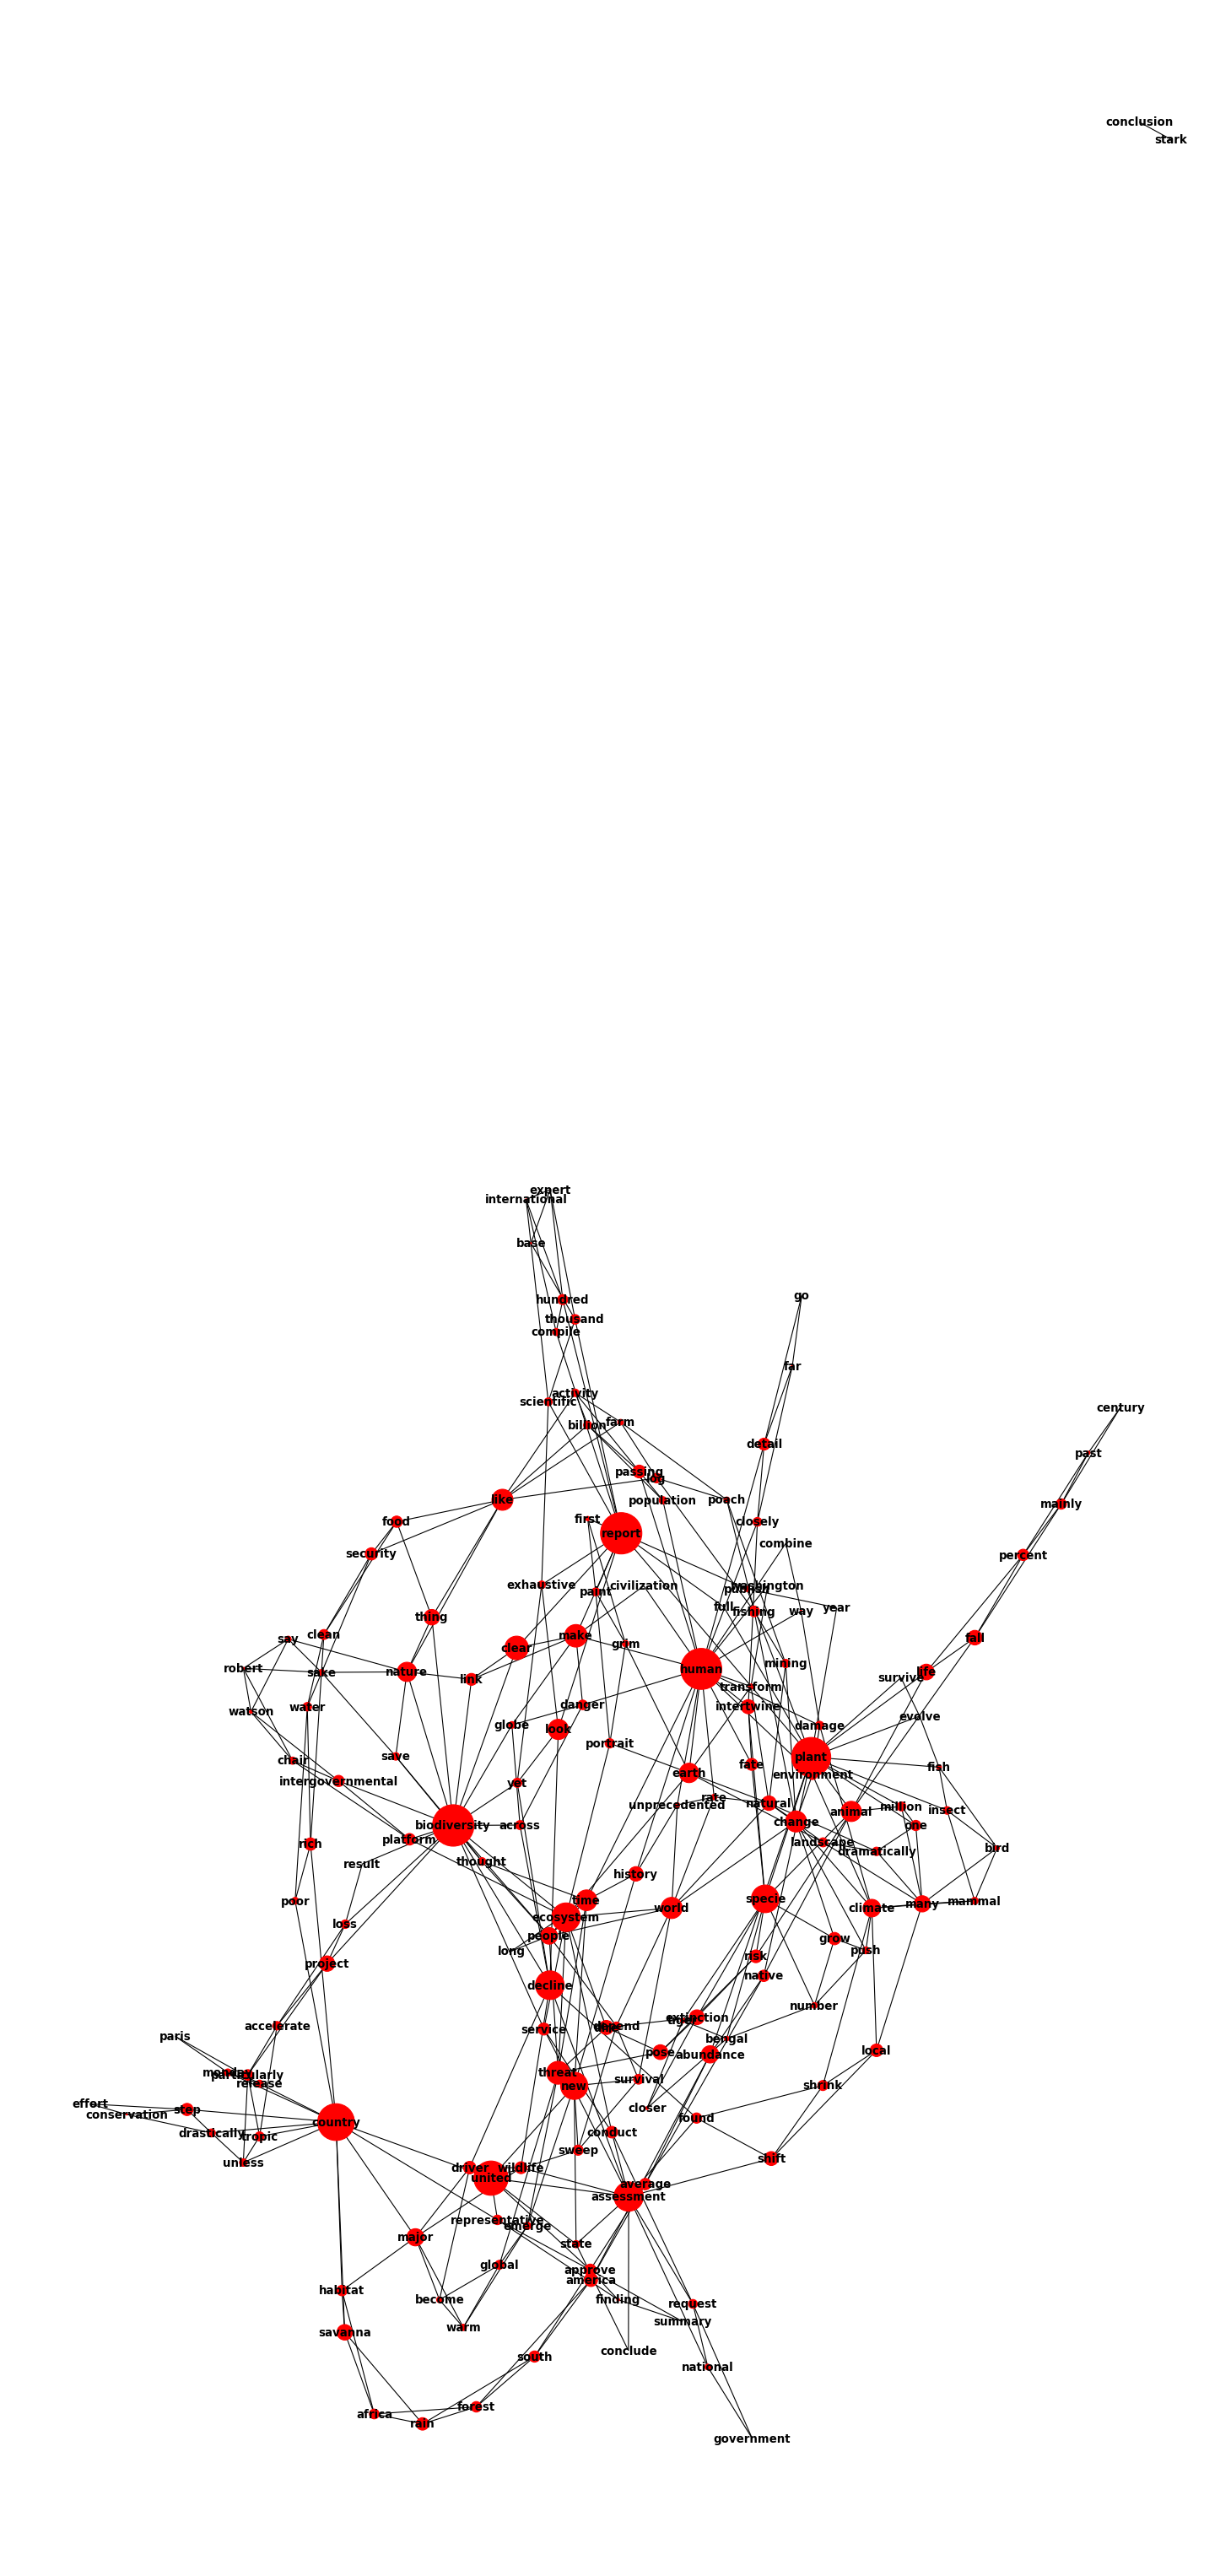 conclusion
stark
expert
international
base
hundred
thousand
compile
go
far
activity
scientific
century
farm
billion
detail
past
passing
log
population
poach
like
mainly
first
food
closely
report
combine
security
percent
exhaustive
paint
civilization
washington
publish
full
fishing
way
year
thing
clean
say
make
fall
grim
clear
robert
sake
nature
link
human
mining
life
survive
transform
danger
water
intertwine
watson
evolve
globe
look
damage
portrait
save
plant
chair
fate
fish
earth
environment
intergovernmental
yet
rate
unprecedented
natural
million
insect
animal
change
biodiversity
across
one
platform
rich
landscape
bird
dramatically
result
thought
history
poor
time
specie
mammal
many
climate
world
ecosystem
loss
people
grow
long
push
risk
project
native
decline
number
extinction
tiger
accelerate
service
depend
paris
bengal
local
pose
abundance
monday
threat
particularly
release
survival
new
shrink
effort
step
closer
conservation
found
country
drastically
conduct
tropic
sweep
shift
unless
driver
wildlife
united
average
assessment
representative
emerge
major
state
global
approve
america
habitat
become
finding
request
summary
warm
savanna
conclude
south
national
forest
africa
rain
government